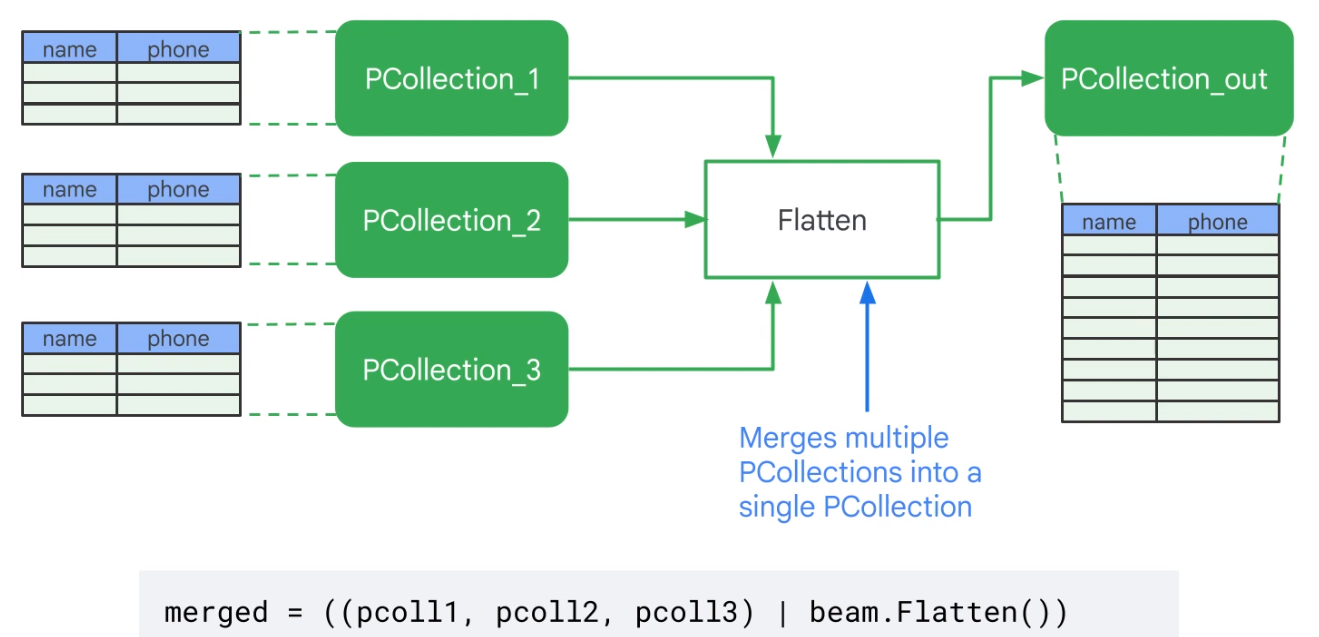 name phone
PCollection_1
PCollection_out
name phone
PCollection_2
Flatten
name phone
name phone
PCollection_3
Merges multiple
PCollections into a
single PCollection
merged = ((pcoll1, pcoll2, pcoll3) | beam.Flatten())